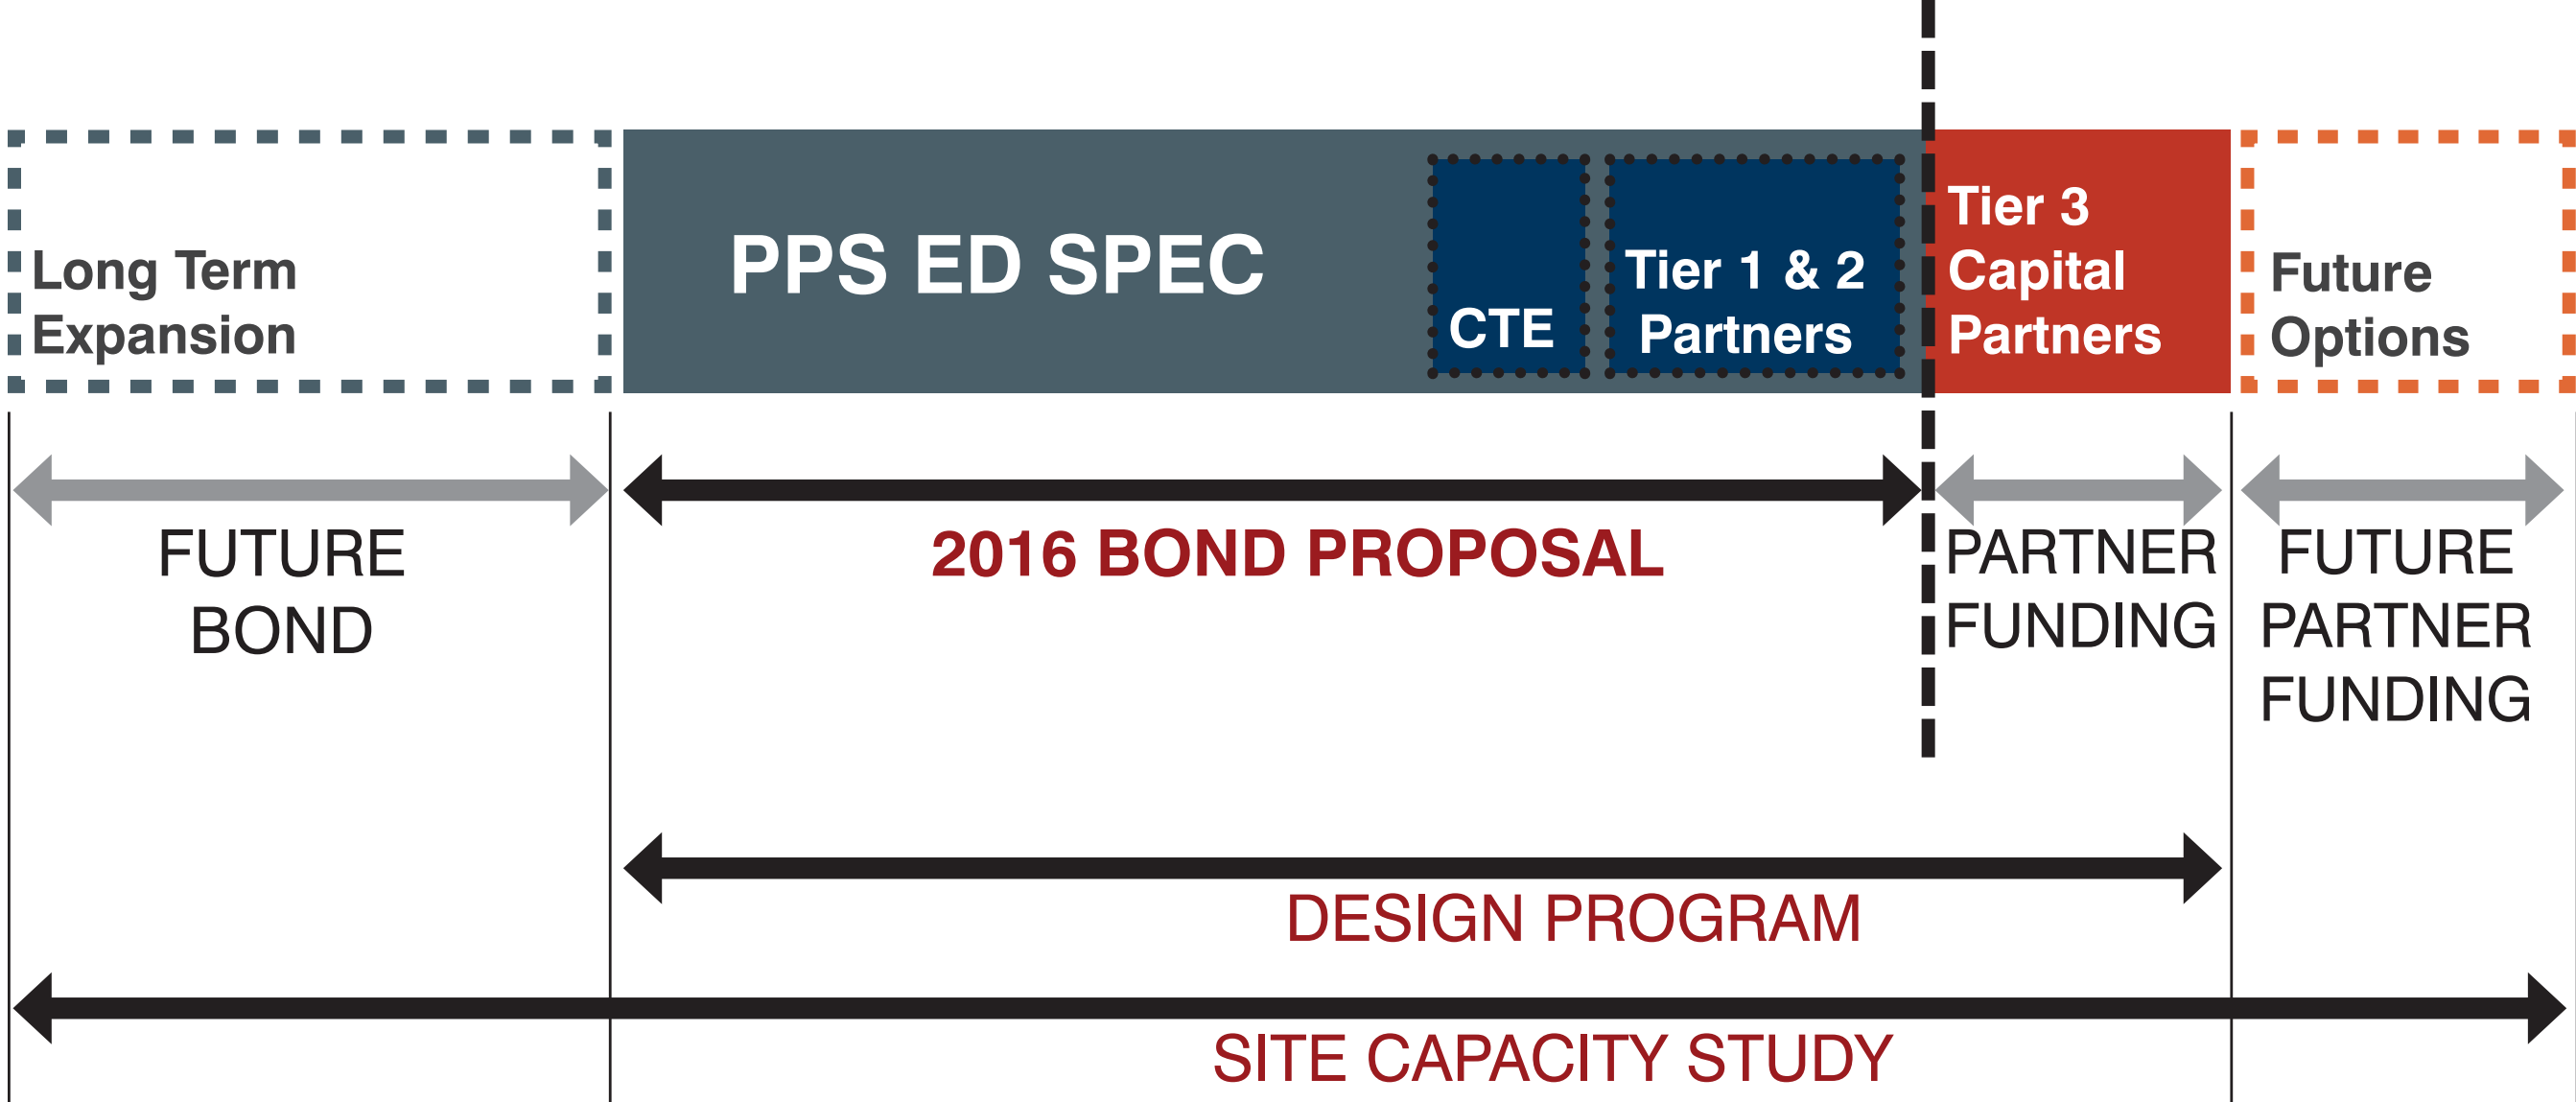 Long Term
Expansion
PPS ED SPEC
CTE
Tier 1 & 2
Partners
Tier 3
Capital
Partners
Future
Options
FUTURE
BOND
2016 BOND PROPOSAL
PARTNER
FUNDING
FUTURE
PARTNER
FUNDING
DESIGN PROGRAM
SITE CAPACITY STUDY